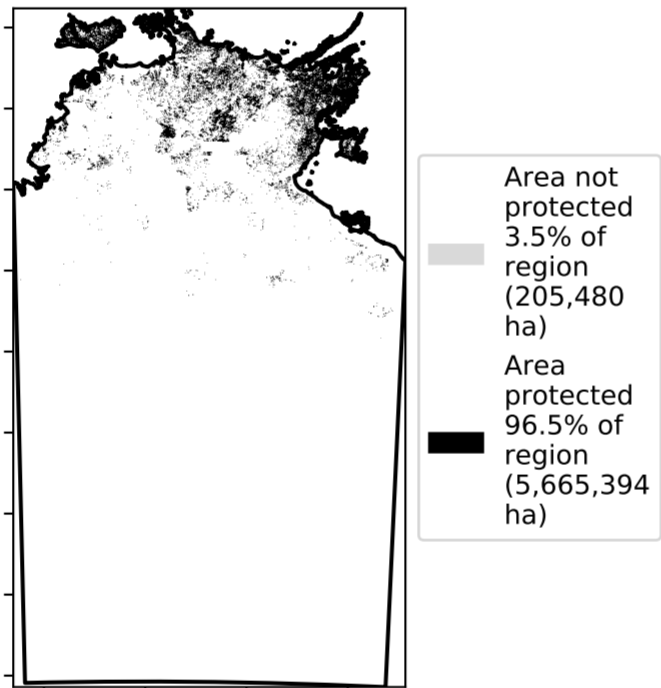 Area not
protected
3.5% of
region
(205,480
ha)
Area
protected
96.5% of
region
(5,665,394
ha)